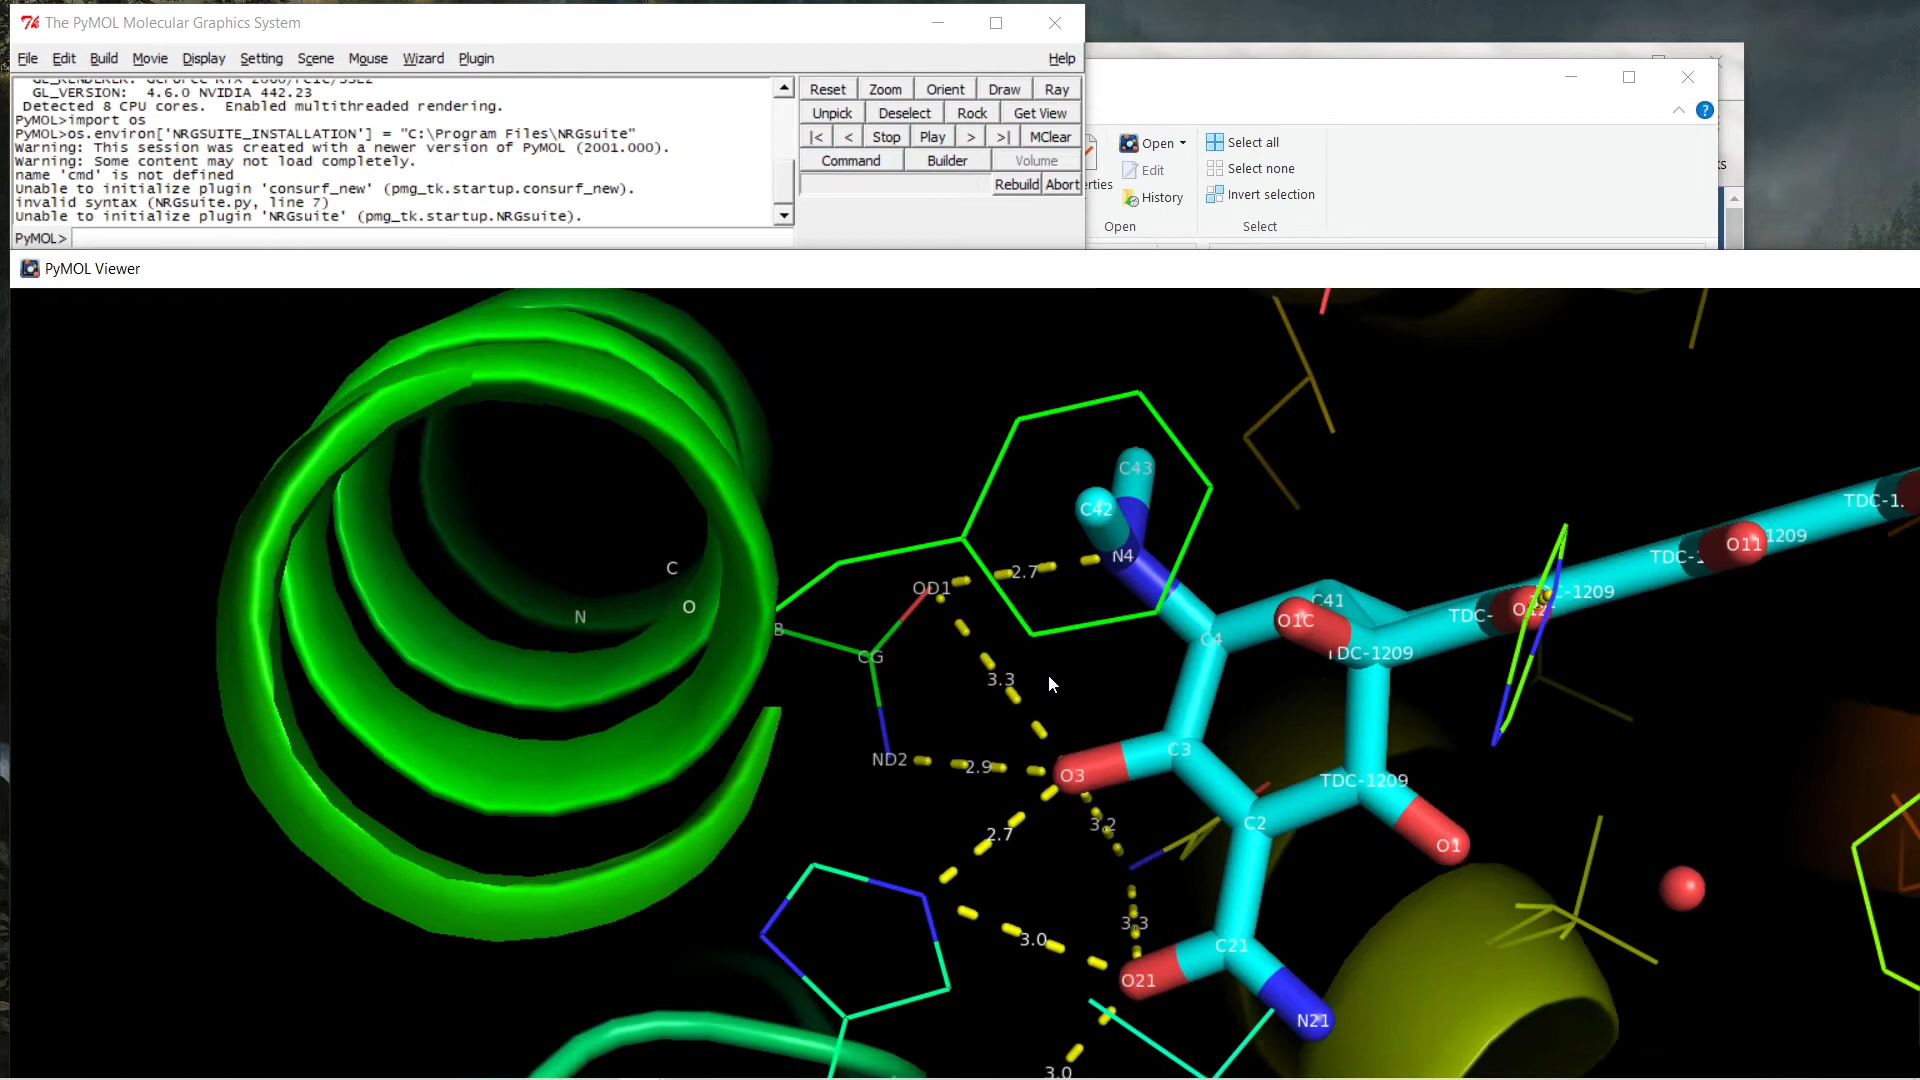 The PyMOL Molecular Graphics System
File Edit Build Movie Display Setting Scene Mouse Wizard Plugin Help
GL_VERSION: 4.6.0 NVIDIA 442.23
Detected 8 CPU cores. Enabled multithreaded rendering.
PyMOL>import os
PyMOL>os.environ['NRGSUITE_INSTALLATION'] = "C:\Program Files\NRGsuite"
Warning: This session was created with a newer version of PyMOL (2001.000).
Warning: Some content may not load completely.
name 'cmd' is not defined
Unable to initialize plugin 'consurf_new' (pmg_tk.startup.consurf_new).
invalid syntax (NRGsuite.py, line 7)
Unable to initialize plugin 'NRGsuite' (pmg_tk.startup.NRGsuite).
PyMOL>
Reset Zoom Orient Draw Ray
Unpick Deselect Rock Get View
|< < Stop Play > >| MClear
Command Builder Volume
Rebuild Abort
Open
Edit
History
Open
Select all
Select none
Invert selection
Select
erties
ks
PyMOL Viewer
C43
C42
N4
2.7
OD1
C
O
N
B
CG
3.3
ND2
2.9
O3
C3
C4
C41
O1C
TDC-1209
TDC-
O12
C-1209
TDC-1
O11
1209
TDC-1.
TDC-1209
C2
O1
2.7
3.2
3.3
3.0
C21
O21
N21
3.0